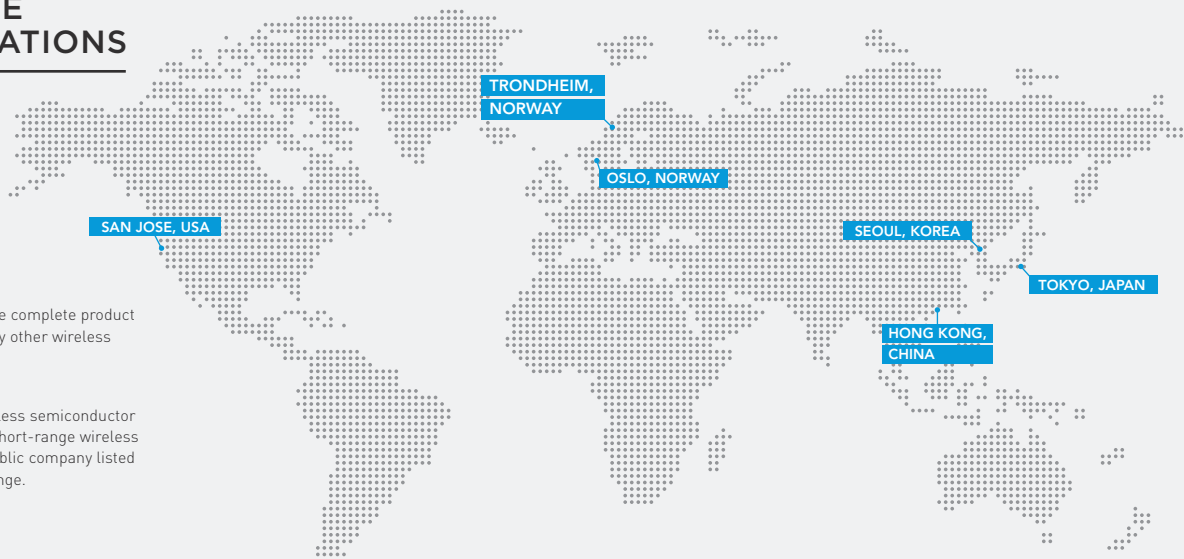 E
ATIONS
TRONDHEIM,
NORWAY
OSLO, NORWAY
SAN JOSE, USA
SEOUL, KOREA
TOKYO, JAPAN
HONG KONG,
CHINA
e complete product
y other wireless
less semiconductor
hort-range wireless
blic company listed
nge.